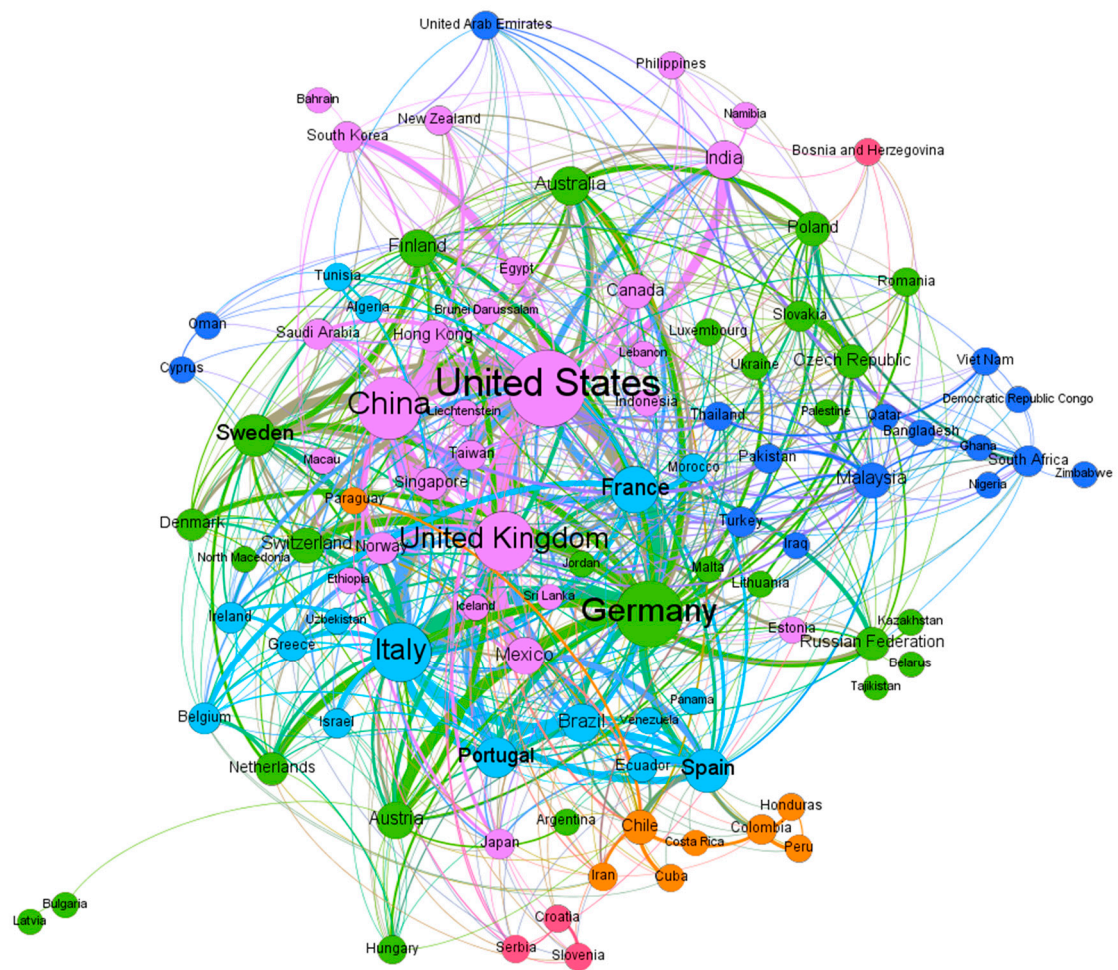 United Arab Emirates
Philippines
Bahrain
Namibia
New Zealand
South Korea
Bosnia and Herzegovina
India
Australia
Poland
Finland
Egypt
Tunisia
Romania
Canada
Algeria
Brunei Darussalam
Slovakia
Oman
Saudi Arabia
Hong Kong
Luxembourg
Lebanon
Czech Republic
Ukraine
Viet Nam
Cyprus
United States
China
Liechtenstein
Indonesia
Democratic Republic Congo
Thailand
Palestine
Qatar
Bangladesh
Sweden
Ghana
Taiwan
Macau
Pakistan
South Africa
Morocco
Zimbabwe
Singapore
France
Malaysia
Nigeria
Paraguay
Denmark
Turkey
United Kingdom
Switzerland
Norway
Iraq
North Macedonia
Jordan
Malta
Ethiopia
Lithuania
Sri Lanka
Iceland
Germany
Ireland
Uzbekistan
Kazakhstan
Estonia
Russian Federation
Greece
Italy
Mexico
Belarus
Tajikistan
Panama
Belgium
Israel
Brazil
Venezuela
Portugal
Ecuador
Spain
Netherlands
Honduras
Austria
Argentina
Chile
Colombia
Costa Rica
Japan
Peru
Iran
Cuba
Bulgaria
Latvia
Croatia
Hungary
Serbia
Slovenia